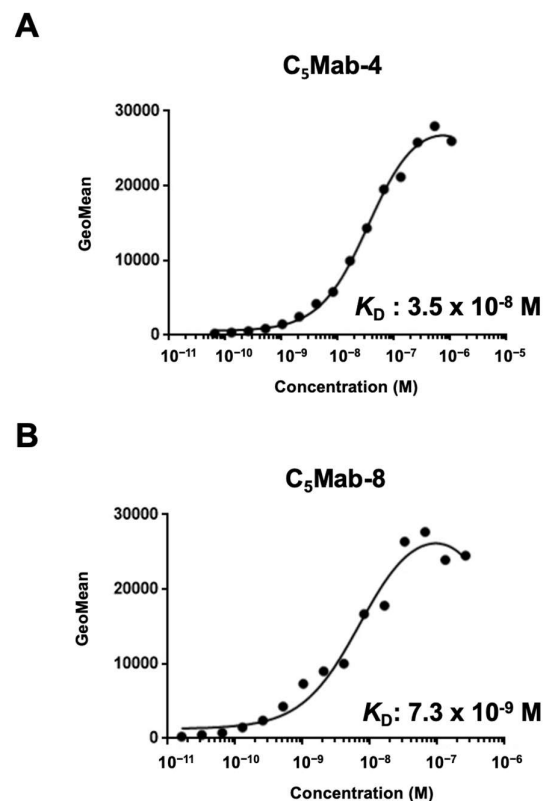 A
C₅Mab-4
30000
20000
10000
0
GeoMean
K_D : 3.5 x 10⁻⁸ M
10⁻¹¹ 10⁻¹⁰ 10⁻⁹ 10⁻⁸ 10⁻⁷ 10⁻⁶ 10⁻⁵
Concentration (M)
B
C₅Mab-8
30000
20000
10000
0
GeoMean
K_D: 7.3 x 10⁻⁹ M
10⁻¹¹ 10⁻¹⁰ 10⁻⁹ 10⁻⁸ 10⁻⁷ 10⁻⁶
Concentration (M)